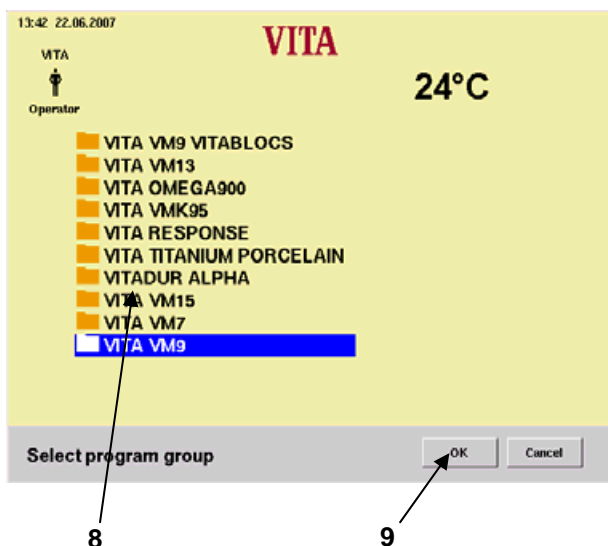 13:42 22.06.2007
VITA
VITA
24°C
Operator
VITA VM9 VITABLOCS
VITA VM13
VITA OMEGA900
VITA VMK95
VITA RESPONSE
VITA TITANIUM PORCELAIN
VITADUR ALPHA
VITA VM15
VITA VM7
VITA VM9
Select program group
OK
Cancel
8
9